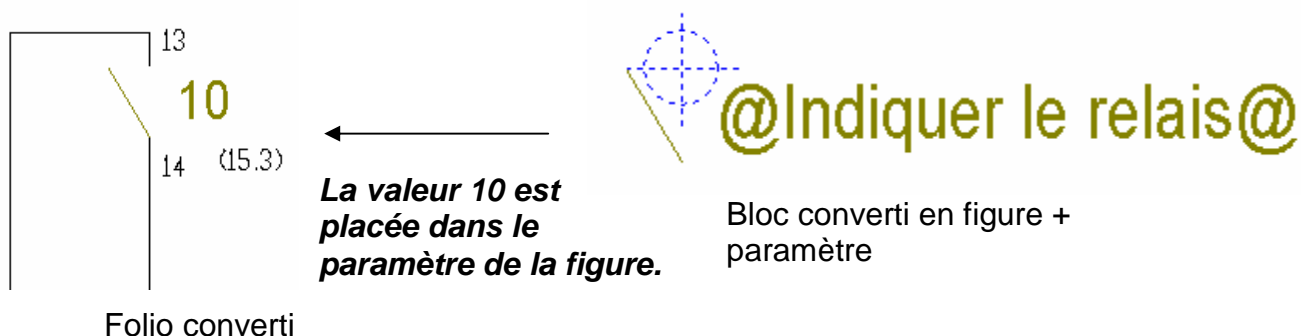 13
10
14 (15.3)
@Indiquer le relais@
La valeur 10 est
placée dans le
paramètre de la figure.
Bloc converti en figure +
paramètre
Folio converti